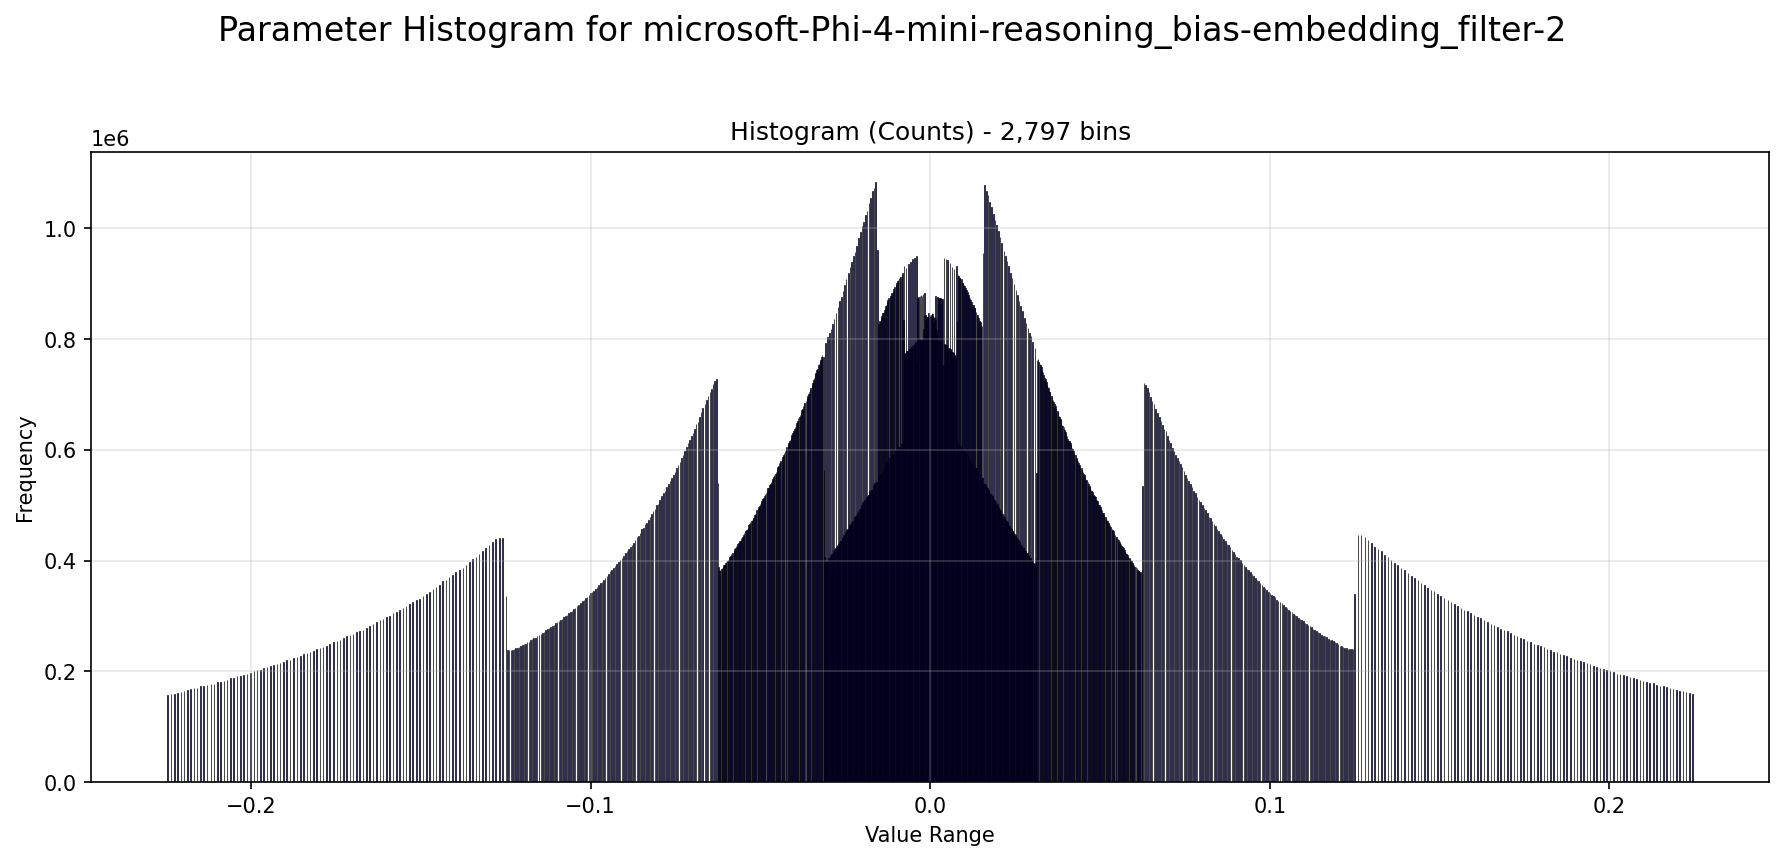 Parameter Histogram for microsoft-Phi-4-mini-reasoning_bias-embedding_filter-2
Histogram (Counts) - 2,797 bins
1e6
1.0
0.8
0.6
0.4
0.2
0.0
Frequency
−0.2 −0.1 0.0 0.1 0.2
Value Range